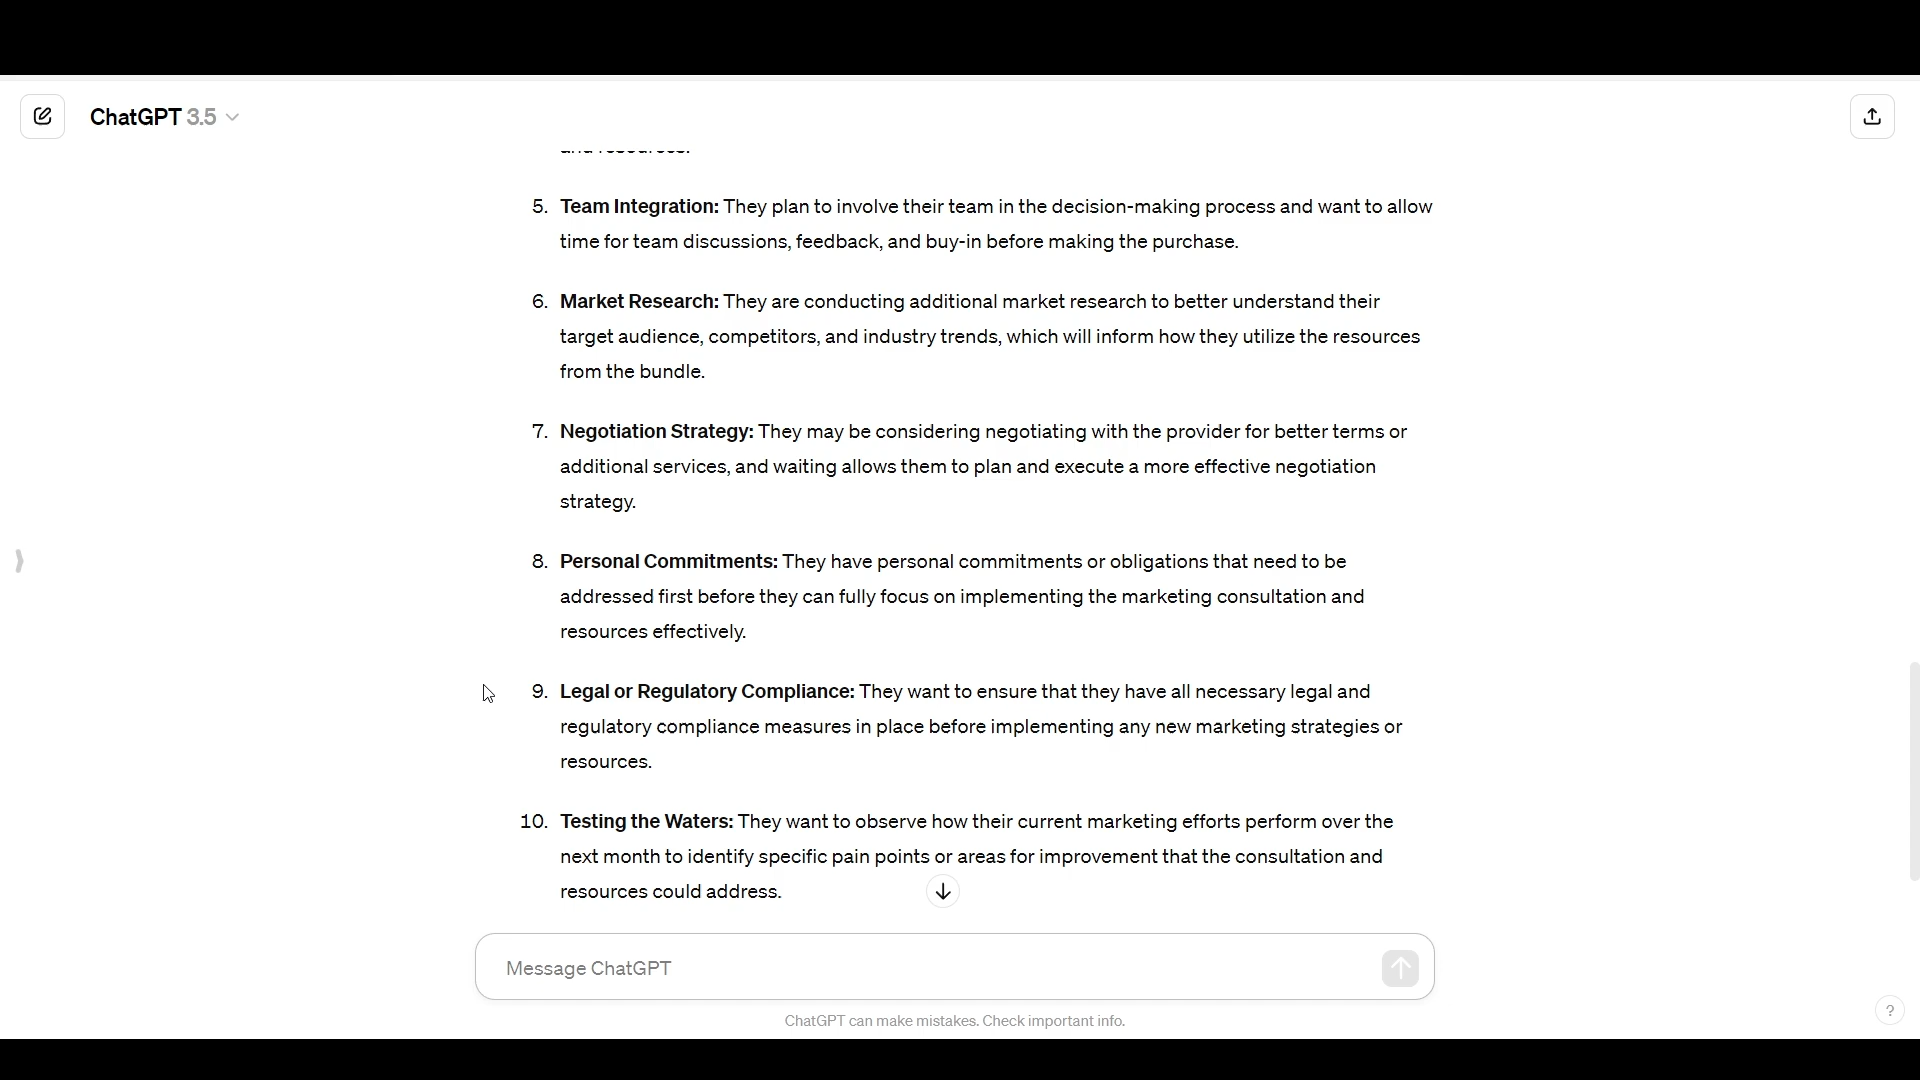 ChatGPT 3.5
5. Team Integration: They plan to involve their team in the decision-making process and want to allow
time for team discussions, feedback, and buy-in before making the purchase.
6. Market Research: They are conducting additional market research to better understand their
target audience, competitors, and industry trends, which will inform how they utilize the resources
from the bundle.
7. Negotiation Strategy: They may be considering negotiating with the provider for better terms or
additional services, and waiting allows them to plan and execute a more effective negotiation
strategy.
8. Personal Commitments: They have personal commitments or obligations that need to be
addressed first before they can fully focus on implementing the marketing consultation and
resources effectively.
9. Legal or Regulatory Compliance: They want to ensure that they have all necessary legal and
regulatory compliance measures in place before implementing any new marketing strategies or
resources.
10. Testing the Waters: They want to observe how their current marketing efforts perform over the
next month to identify specific pain points or areas for improvement that the consultation and
resources could address.
Message ChatGPT
ChatGPT can make mistakes. Check important info.
?